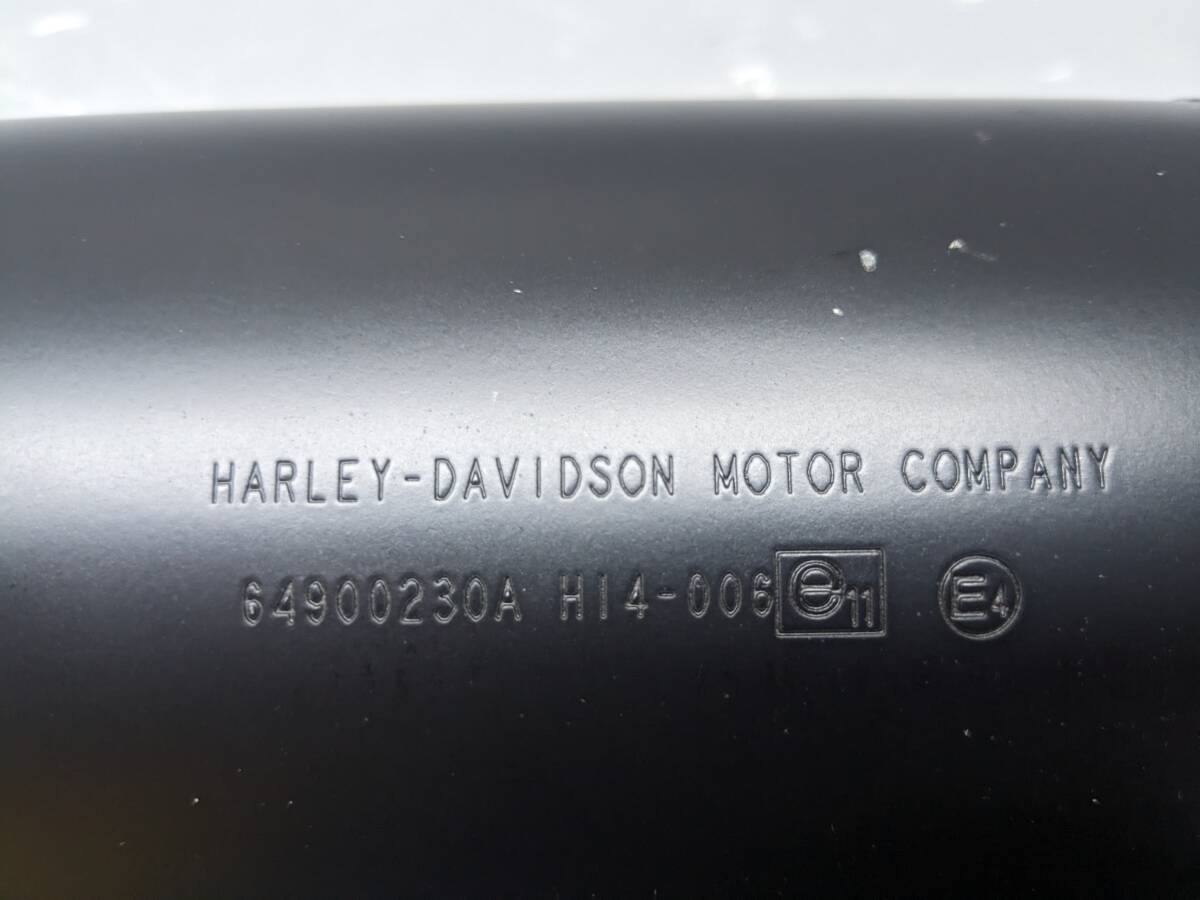 HARLEY-DAVIDSON MOTOR COMPANY
64900230A H14-006 e11 E4